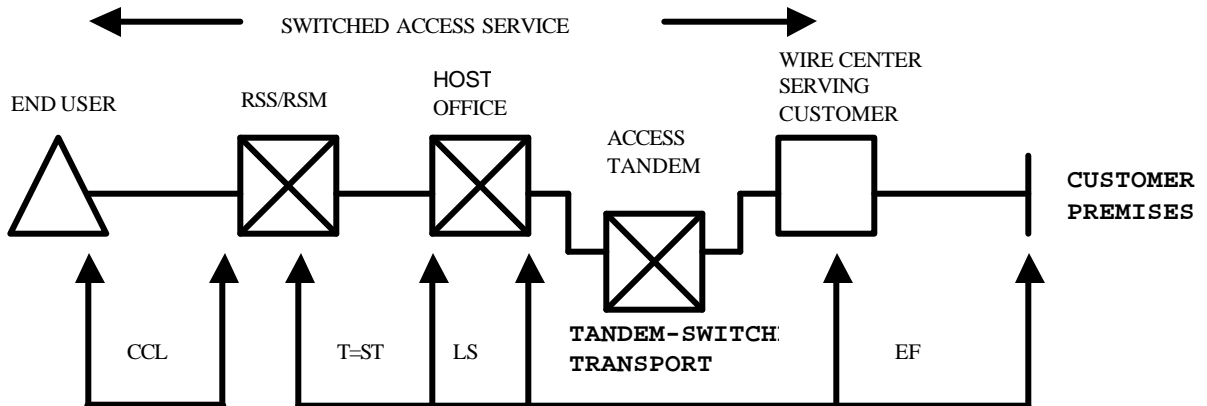 SWITCHED ACCESS SERVICE
WIRE CENTER
SERVING
CUSTOMER
HOST
OFFICE
RSS/RSM
END USER
ACCESS
TANDEM
CUSTOMER
PREMISES
TANDEM-SWITCH
TRANSPORT
CCL
T=ST
LS
EF